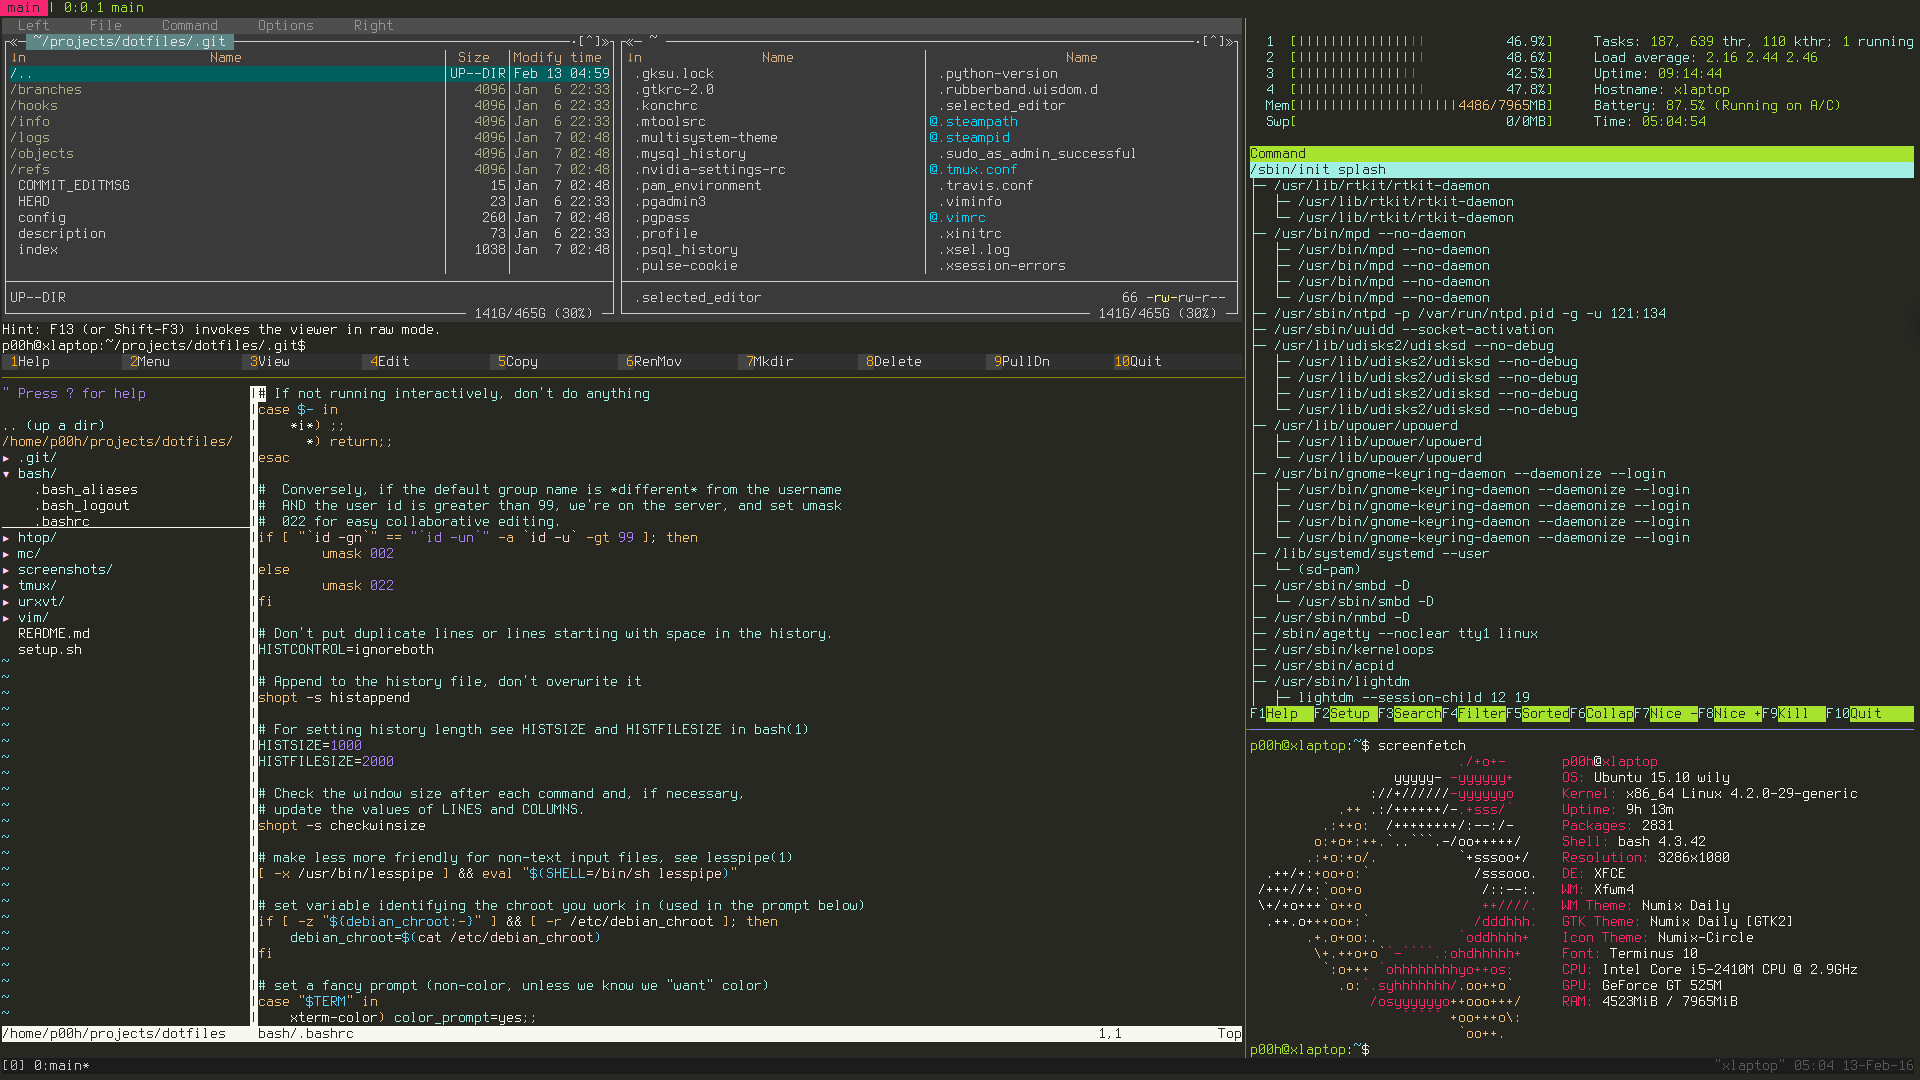 main | 0:0.1 main
Left File Command Options Right
~/projects/dotfiles/.git .[^]
↓n Name Size Modify time
/.. UP--DIR Feb 13 04:59
/branches 4096 Jan 6 22:33
/hooks 4096 Jan 6 22:33
/info 4096 Jan 6 22:33
/logs 4096 Jan 7 02:48
/objects 4096 Jan 7 02:48
/refs 4096 Jan 7 02:48
COMMIT_EDITMSG 15 Jan 7 02:48
HEAD 23 Jan 6 22:33
config 260 Jan 7 02:48
description 73 Jan 6 22:33
index 1038 Jan 7 02:48
UP--DIR
141G/465G (30%)
~ .[^]
↓n Name Name
.gksu.lock .python-version
.gtkrc-2.0 .rubberband.wisdom.d
.konchrc .selected_editor
.mtoolsrc @.steampath
.multisystem-theme @.steampid
.mysql_history .sudo_as_admin_successful
.nvidia-settings-rc @.tmux.conf
.pam_environment .travis.conf
.pgadmin3 .viminfo
.pgpass @.vimrc
.profile .xinitrc
.psql_history .xsel.log
.pulse-cookie .xsession-errors
.selected_editor 66 -rw-rw-r--
141G/465G (30%)
Hint: F13 (or Shift-F3) invokes the viewer in raw mode.
p00h@xlaptop:~/projects/dotfiles/.git$
1Help 2Menu 3View 4Edit 5Copy 6RenMov 7Mkdir 8Delete 9PullDn 10Quit
" Press ? for help
.. (up a dir)
/home/p00h/projects/dotfiles/
▸ .git/
▾ bash/
.bash_aliases
.bash_logout
.bashrc
▸ htop/
▸ mc/
▸ screenshots/
▸ tmux/
▸ urxvt/
▸ vim/
README.md
setup.sh
# If not running interactively, don't do anything
case $- in
*i*) ;;
*) return;;
esac
# Conversely, if the default group name is *different* from the username
# AND the user id is greater than 99, we're on the server, and set umask
# 022 for easy collaborative editing.
if [ "`id -gn`" == "`id -un`" -a `id -u` -gt 99 ]; then
umask 002
else
umask 022
fi
# Don't put duplicate lines or lines starting with space in the history.
HISTCONTROL=ignoreboth
# Append to the history file, don't overwrite it
shopt -s histappend
# For setting history length see HISTSIZE and HISTFILESIZE in bash(1)
HISTSIZE=1000
HISTFILESIZE=2000
# Check the window size after each command and, if necessary,
# update the values of LINES and COLUMNS.
shopt -s checkwinsize
# make less more friendly for non-text input files, see lesspipe(1)
[ -x /usr/bin/lesspipe ] && eval "$(SHELL=/bin/sh lesspipe)"
# set variable identifying the chroot you work in (used in the prompt below)
if [ -z "${debian_chroot:-}" ] && [ -r /etc/debian_chroot ]; then
debian_chroot=$(cat /etc/debian_chroot)
fi
# set a fancy prompt (non-color, unless we know we "want" color)
case "$TERM" in
xterm-color) color_prompt=yes;;
/home/p00h/projects/dotfiles bash/.bashrc 1,1 Top
1 [ 46.9%] Tasks: 187, 639 thr, 110 kthr; 1 running
2 [ 48.6%] Load average: 2.16 2.44 2.46
3 [ 42.5%] Uptime: 09:14:44
4 [ 47.8%] Hostname: xlaptop
Mem[ 4486/7965MB] Battery: 87.5% (Running on A/C)
Swp[ 0/0MB] Time: 05:04:54
Command
/sbin/init splash
/usr/lib/rtkit/rtkit-daemon
/usr/lib/rtkit/rtkit-daemon
/usr/lib/rtkit/rtkit-daemon
/usr/bin/mpd --no-daemon
/usr/bin/mpd --no-daemon
/usr/bin/mpd --no-daemon
/usr/bin/mpd --no-daemon
/usr/bin/mpd --no-daemon
/usr/sbin/ntpd -p /var/run/ntpd.pid -g -u 121:134
/usr/sbin/uuidd --socket-activation
/usr/lib/udisks2/udisksd --no-debug
/usr/lib/udisks2/udisksd --no-debug
/usr/lib/udisks2/udisksd --no-debug
/usr/lib/udisks2/udisksd --no-debug
/usr/lib/udisks2/udisksd --no-debug
/usr/lib/upower/upowerd
/usr/lib/upower/upowerd
/usr/lib/upower/upowerd
/usr/bin/gnome-keyring-daemon --daemonize --login
/usr/bin/gnome-keyring-daemon --daemonize --login
/usr/bin/gnome-keyring-daemon --daemonize --login
/usr/bin/gnome-keyring-daemon --daemonize --login
/usr/bin/gnome-keyring-daemon --daemonize --login
/lib/systemd/systemd --user
(sd-pam)
/usr/sbin/smbd -D
/usr/sbin/smbd -D
/usr/sbin/nmbd -D
/sbin/agetty --noclear tty1 linux
/usr/sbin/kerneloops
/usr/sbin/acpid
/usr/sbin/lightdm
lightdm --session-child 12 19
F1Help F2Setup F3SearchF4FilterF5SortedF6CollapF7Nice -F8Nice +F9Kill F10Quit
p00h@xlaptop:~$ screenfetch
p00h@xlaptop
OS: Ubuntu 15.10 wily
Kernel: x86_64 Linux 4.2.0-29-generic
Uptime: 9h 13m
Packages: 2831
Shell: bash 4.3.42
Resolution: 3286x1080
DE: XFCE
WM: Xfwm4
WM Theme: Numix Daily
GTK Theme: Numix Daily [GTK2]
Icon Theme: Numix-Circle
Font: Terminus 10
CPU: Intel Core i5-2410M CPU @ 2.9GHz
GPU: GeForce GT 525M
RAM: 4523MiB / 7965MiB
p00h@xlaptop:~$
[0] 0:main* "xlaptop" 05:04 13-Feb-16